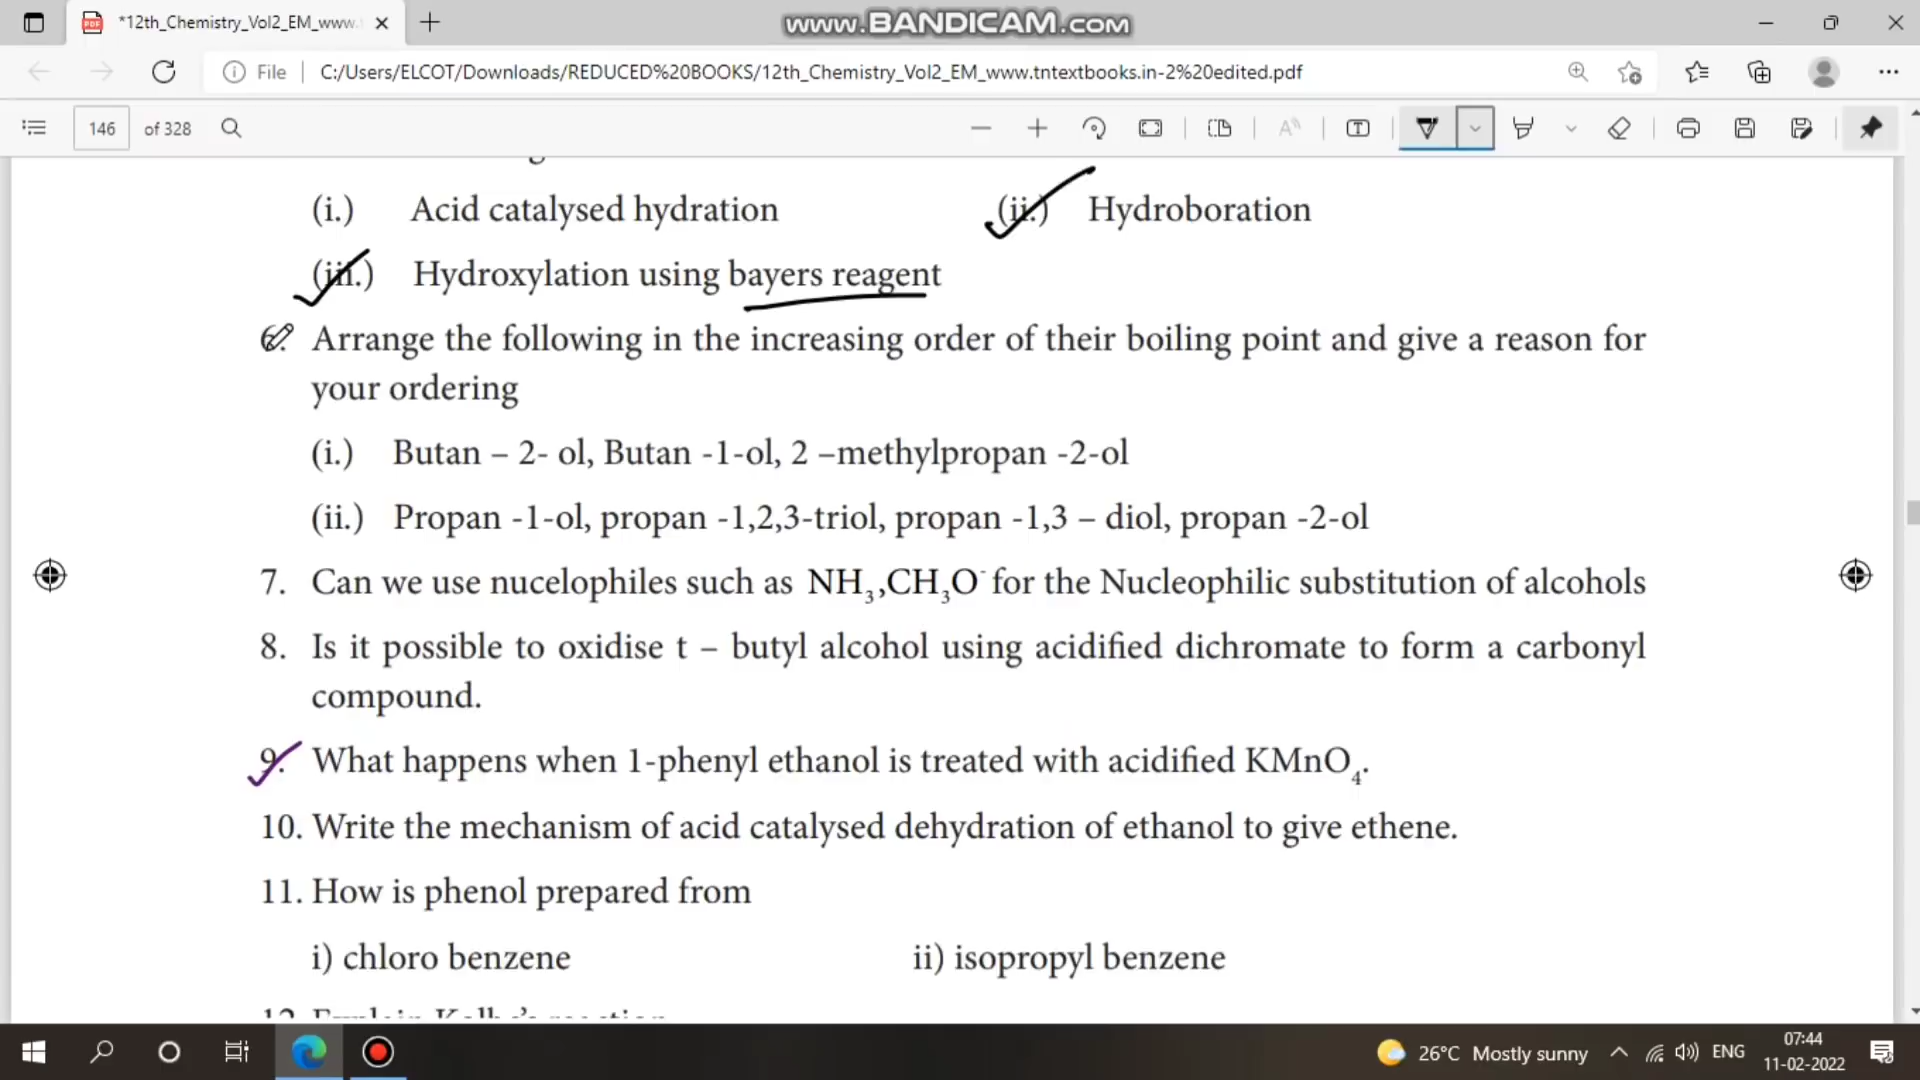 www.BANDICAM.com
*12th_Chemistry_Vol2_EM_www.
File
C:/Users/ELCOT/Downloads/REDUCED%20BOOKS/12th_Chemistry_Vol2_EM_www.tntextbooks.in-2%20edited.pdf
146 of 328
(i.) Acid catalysed hydration (ii.) Hydroboration
(iii.) Hydroxylation using bayers reagent
6. Arrange the following in the increasing order of their boiling point and give a reason for
your ordering
(i.) Butan – 2- ol, Butan -1-ol, 2 –methylpropan -2-ol
(ii.) Propan -1-ol, propan -1,2,3-triol, propan -1,3 – diol, propan -2-ol
7. Can we use nucelophiles such as NH₃,CH₃O⁻ for the Nucleophilic substitution of alcohols
8. Is it possible to oxidise t – butyl alcohol using acidified dichromate to form a carbonyl
compound.
9. What happens when 1-phenyl ethanol is treated with acidified KMnO₄.
10. Write the mechanism of acid catalysed dehydration of ethanol to give ethene.
11. How is phenol prepared from
i) chloro benzene ii) isopropyl benzene
12. Explain Kolbe's reaction
26°C Mostly sunny
ENG
07:44
11-02-2022